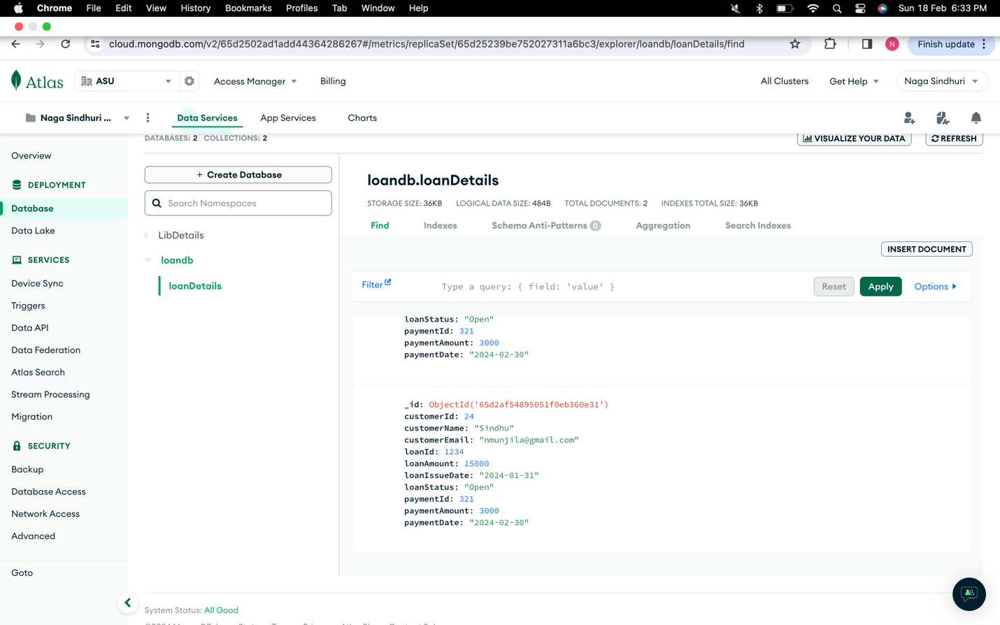 Chrome File Edit View History Bookmarks Profiles Tab Window Help Sun 18 Feb 6:33 PM
cloud.mongodb.com/v2/65d2502ad1add44364286267#/metrics/replicaSet/65d25239be752027311a6bc3/explorer/loandb/loanDetails/find N Finish update
Atlas ASU Access Manager Billing All Clusters Get Help Naga Sindhuri
Naga Sindhuri ... Data Services App Services Charts
DATABASES: 2 COLLECTIONS: 2 VISUALIZE YOUR DATA REFRESH
Overview
DEPLOYMENT
Database
Data Lake
SERVICES
Device Sync
Triggers
Data API
Data Federation
Atlas Search
Stream Processing
Migration
SECURITY
Backup
Database Access
Network Access
Advanced
Goto
+ Create Database
Search Namespaces
LibDetails
loandb
loanDetails
loandb.loanDetails
STORAGE SIZE: 36KB LOGICAL DATA SIZE: 484B TOTAL DOCUMENTS: 2 INDEXES TOTAL SIZE: 36KB
Find Indexes Schema Anti-Patterns 0 Aggregation Search Indexes
INSERT DOCUMENT
Filter Type a query: { field: 'value' } Reset Apply Options
loanStatus: "Open"
paymentId: 321
paymentAmount: 3000
paymentDate: "2024-02-30"
_id: ObjectId('65d2af54895051f0eb360e31')
customerId: 24
customerName: "Sindhu"
customerEmail: "nmunjila@gmail.com"
loanId: 1234
loanAmount: 15000
loanIssueDate: "2024-01-31"
loanStatus: "Open"
paymentId: 321
paymentAmount: 3000
paymentDate: "2024-02-30"
System Status: All Good